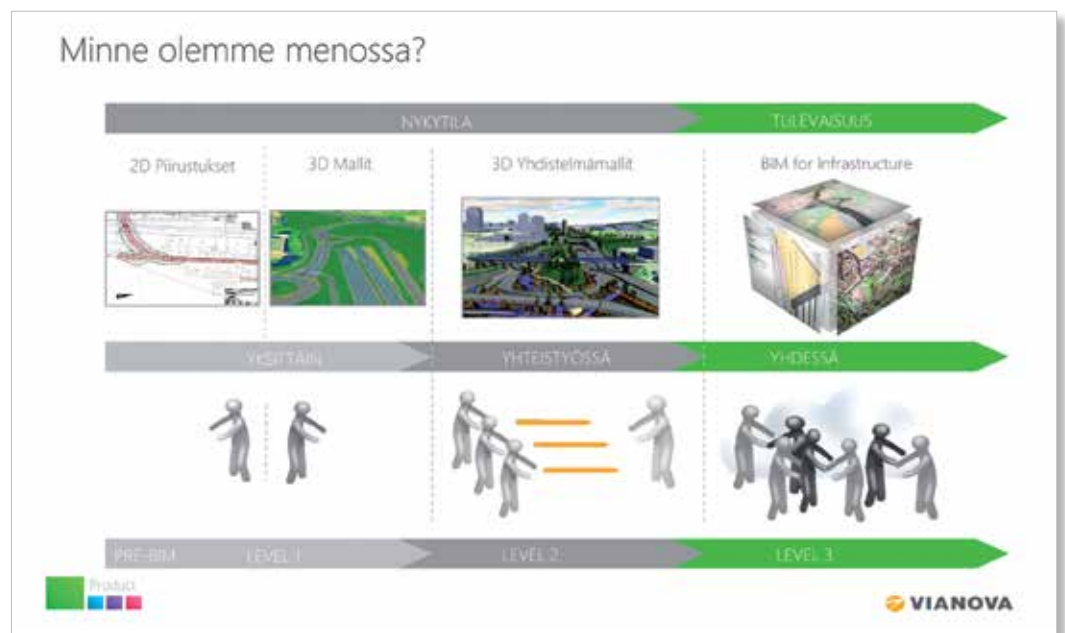 Minne olemme menossa?
NYKYTILA TULEVAISUUS
2D Piirustukset 3D Mallit 3D Yhdistelmämallit BIM for Infrastructure
YKSITTÄIN YHTEISTYÖSSÄ YHDESSÄ
PRE-BIM LEVEL 1 LEVEL 2 LEVEL 3
Product
VIANOVA